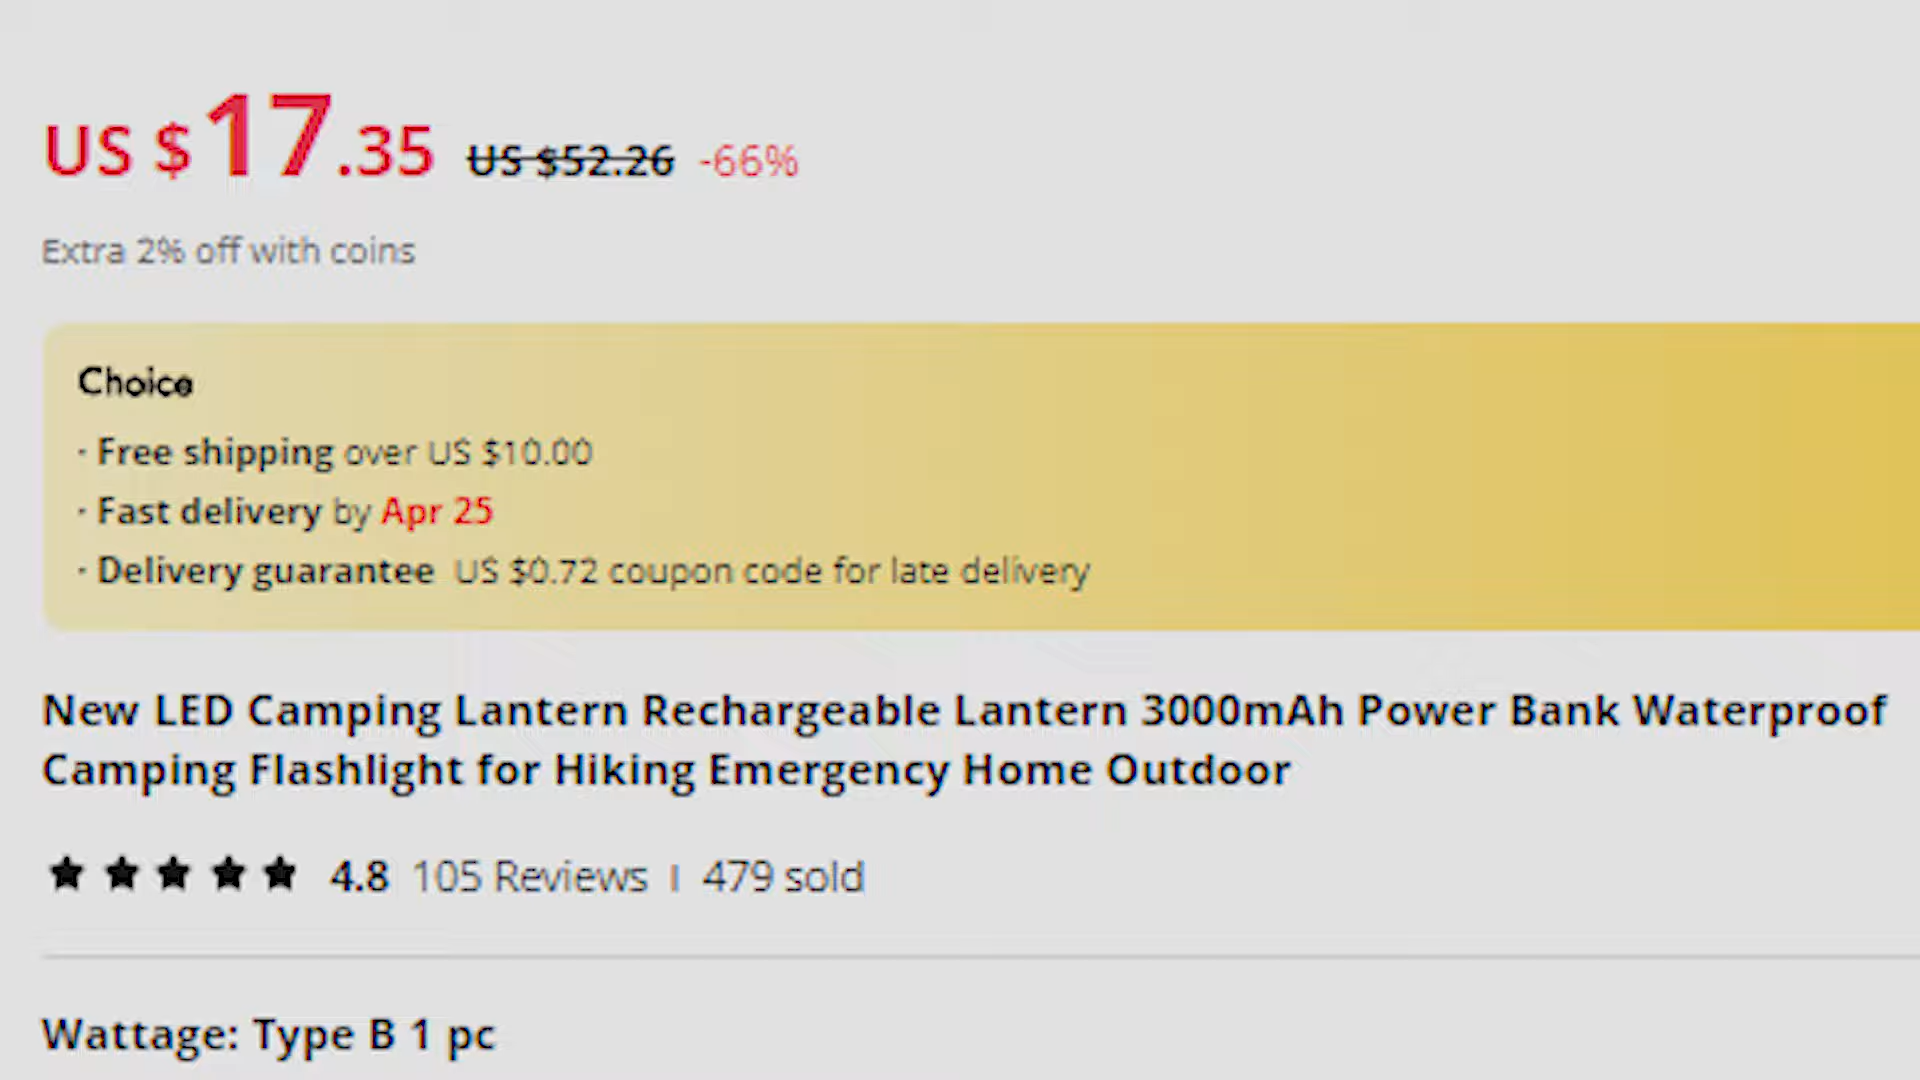 US $17.35 US $52.26 -66%
Extra 2% off with coins
Choice
· Free shipping over US $10.00
· Fast delivery by Apr 25
· Delivery guarantee US $0.72 coupon code for late delivery
New LED Camping Lantern Rechargeable Lantern 3000mAh Power Bank Waterproof
Camping Flashlight for Hiking Emergency Home Outdoor
4.8 105 Reviews | 479 sold
Wattage: Type B 1 pc